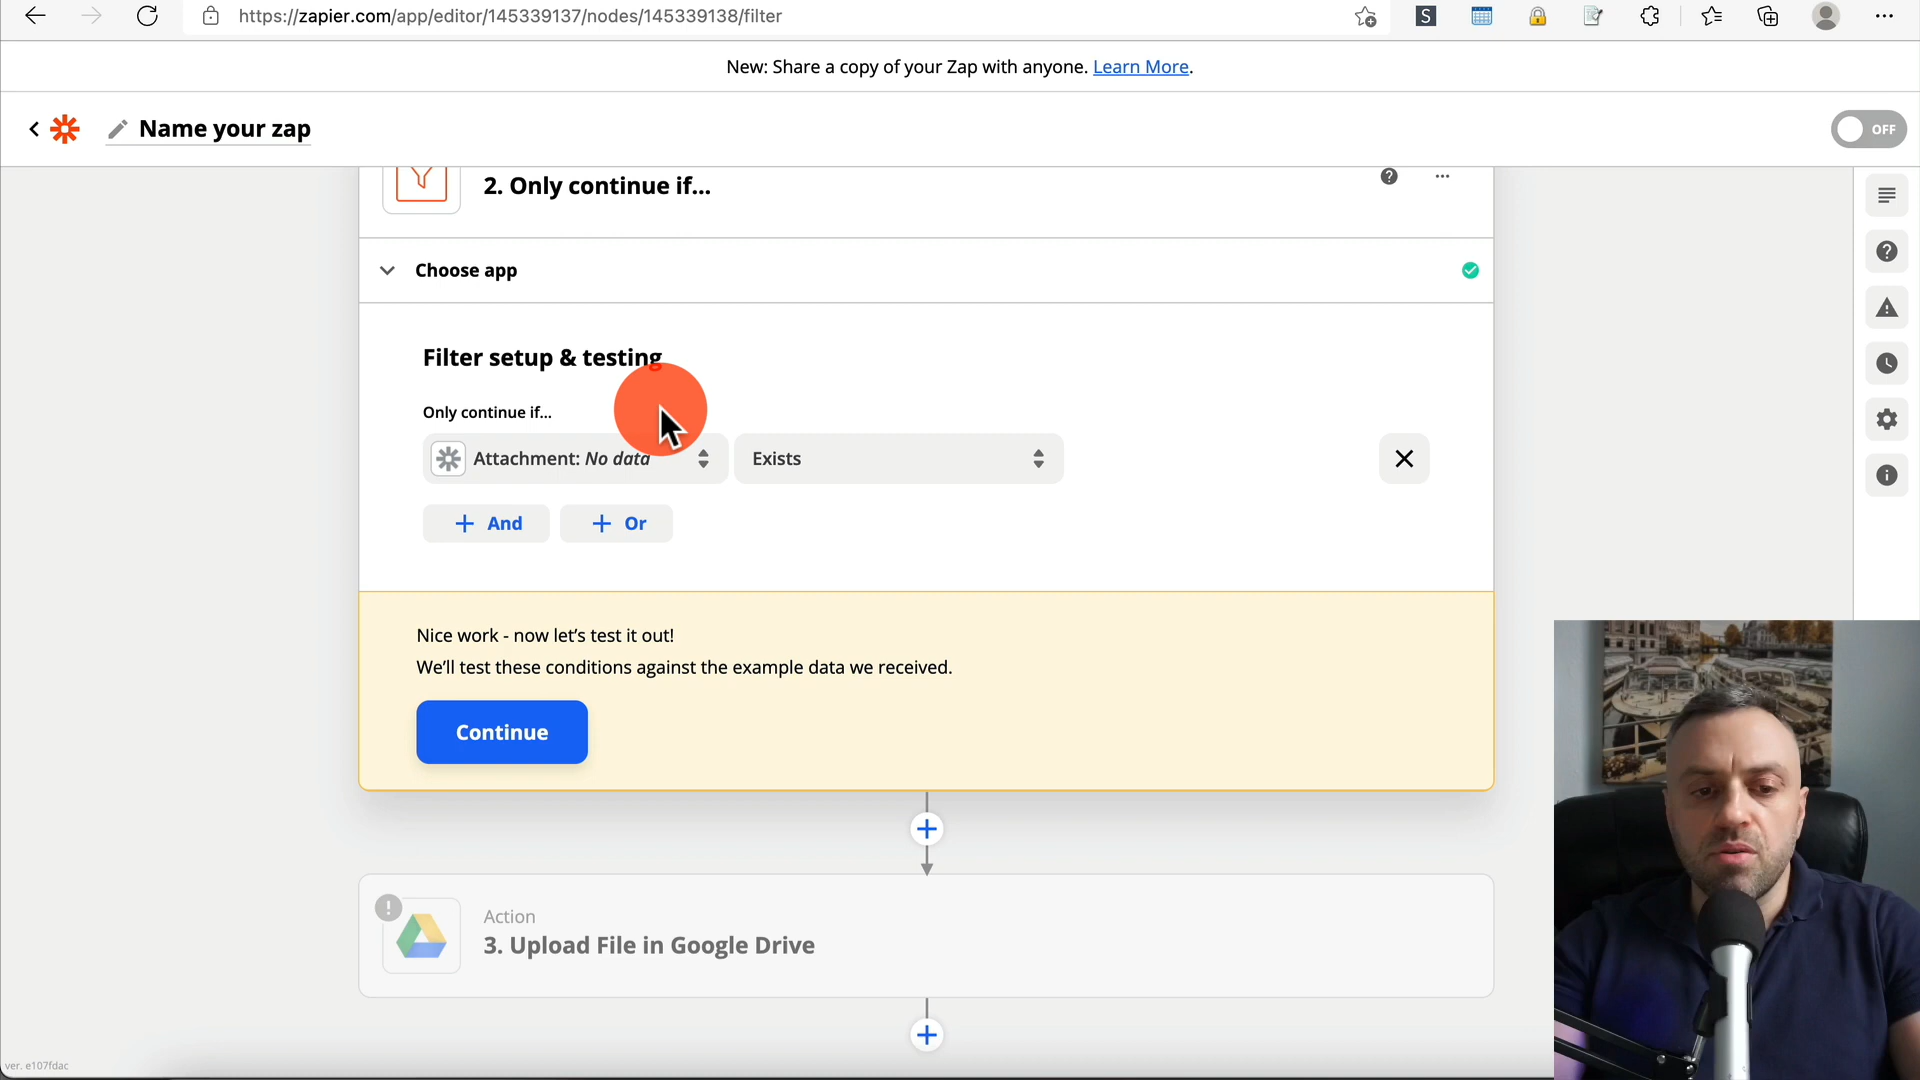 https://zapier.com/app/editor/145339137/nodes/145339138/filter
S
New: Share a copy of your Zap with anyone. Learn More.
Name your zap
OFF
2. Only continue if...
Choose app
Filter setup & testing
Only continue if...
Attachment: No data
Exists
And
Or
Nice work - now let's test it out!
We'll test these conditions against the example data we received.
Continue
Action
3. Upload File in Google Drive
ver. e107fdac